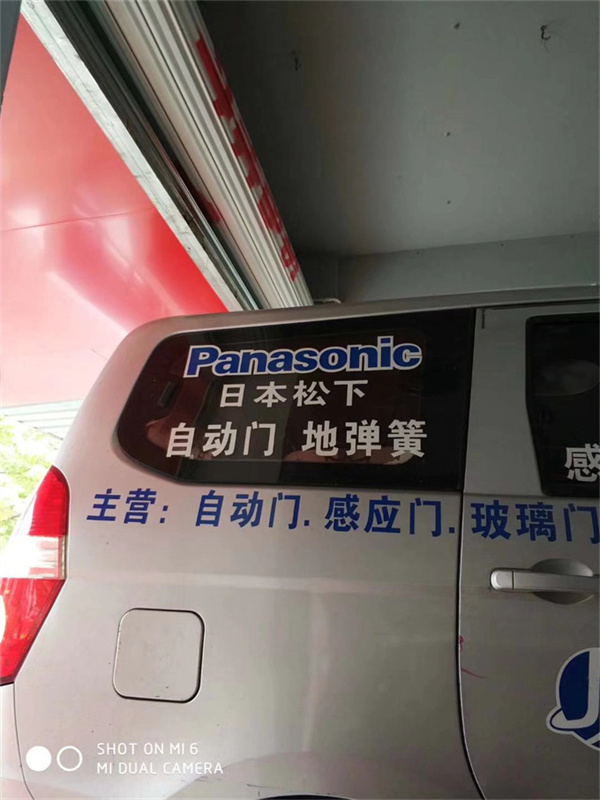 Panasonic
日本松下
自动门 地弹簧
感
主营：自动门.感应门.玻璃门
SHOT ON MI 6
MI DUAL CAMERA